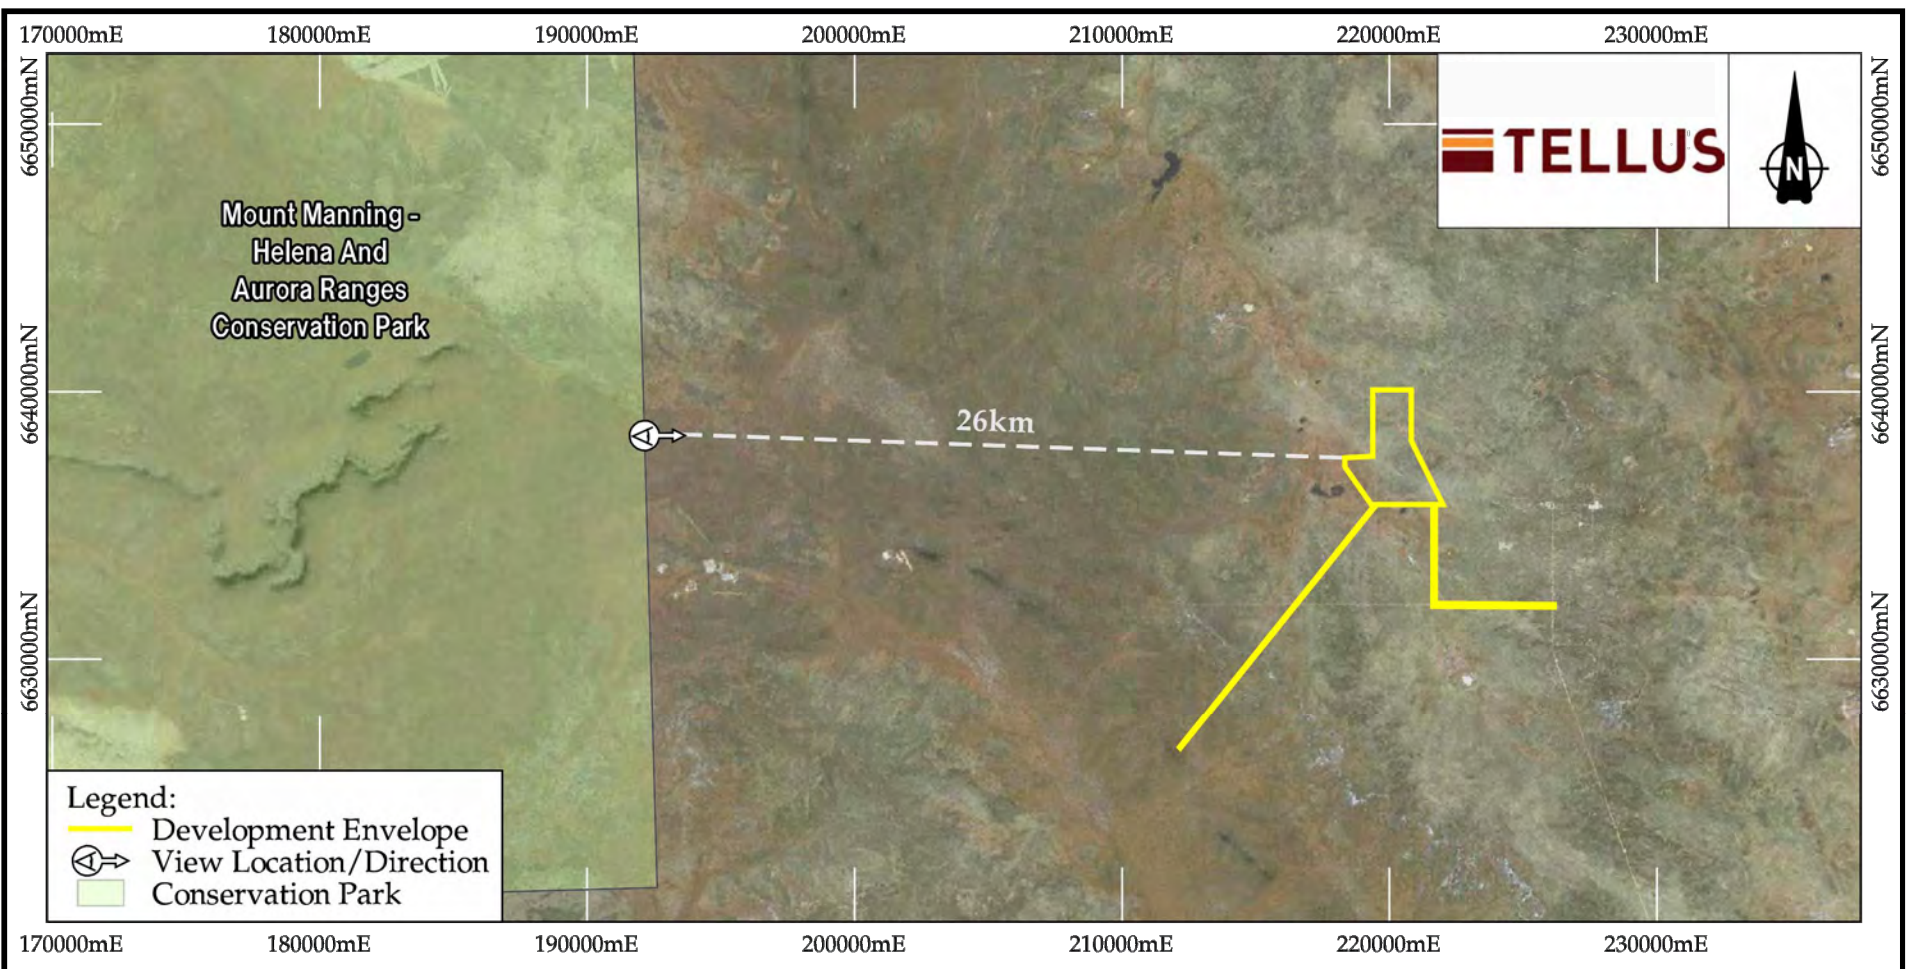 170000mE 180000mE 190000mE 200000mE 210000mE 220000mE 230000mE
6650000mN
6650000mN
TELLUS
N
Mount Manning -
Helena And
Aurora Ranges
Conservation Park
6640000mN
6640000mN
26km
6630000mN
6630000mN
Legend:
Development Envelope
View Location/Direction
Conservation Park
170000mE 180000mE 190000mE 200000mE 210000mE 220000mE 230000mE